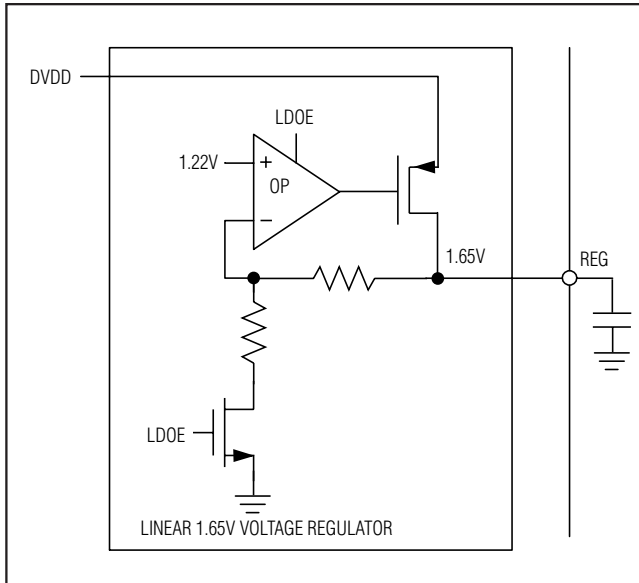 DVDD
LDOE
1.22V
+
OP
−
1.65V
REG
LDOE
LINEAR 1.65V VOLTAGE REGULATOR